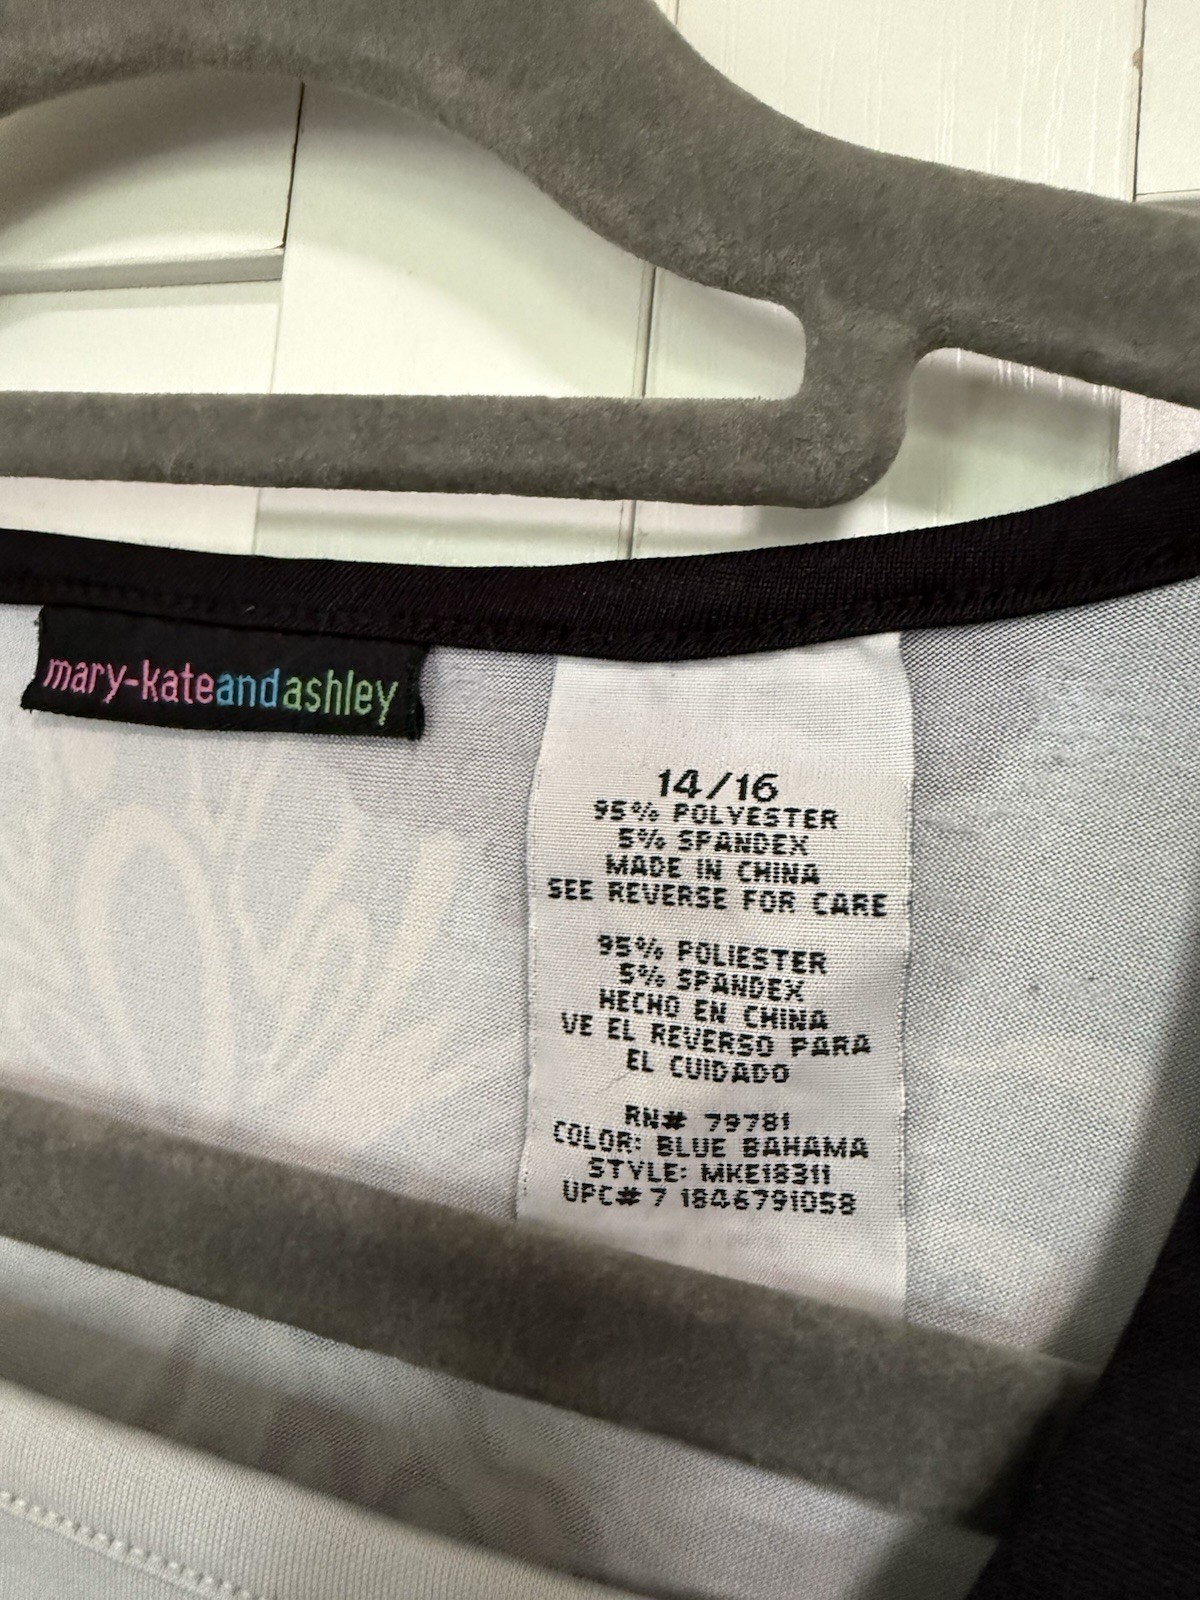 mary-kateandashley
14/16
95% POLYESTER
5% SPANDEX
MADE IN CHINA
SEE REVERSE FOR CARE
95% POLIESTER
5% SPANDEX
HECHO EN CHINA
VE EL REVERSO PARA
EL CUIDADO
RN# 79781
COLOR: BLUE BAHAMA
STYLE: MKE18311
UPC# 7 1846791058